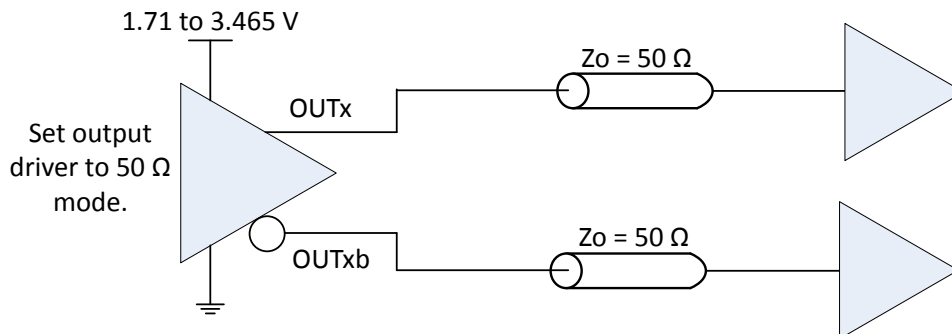 1.71 to 3.465 V
Zo = 50 Ω
OUTx
Set output
driver to 50 Ω
mode.
Zo = 50 Ω
OUTxb